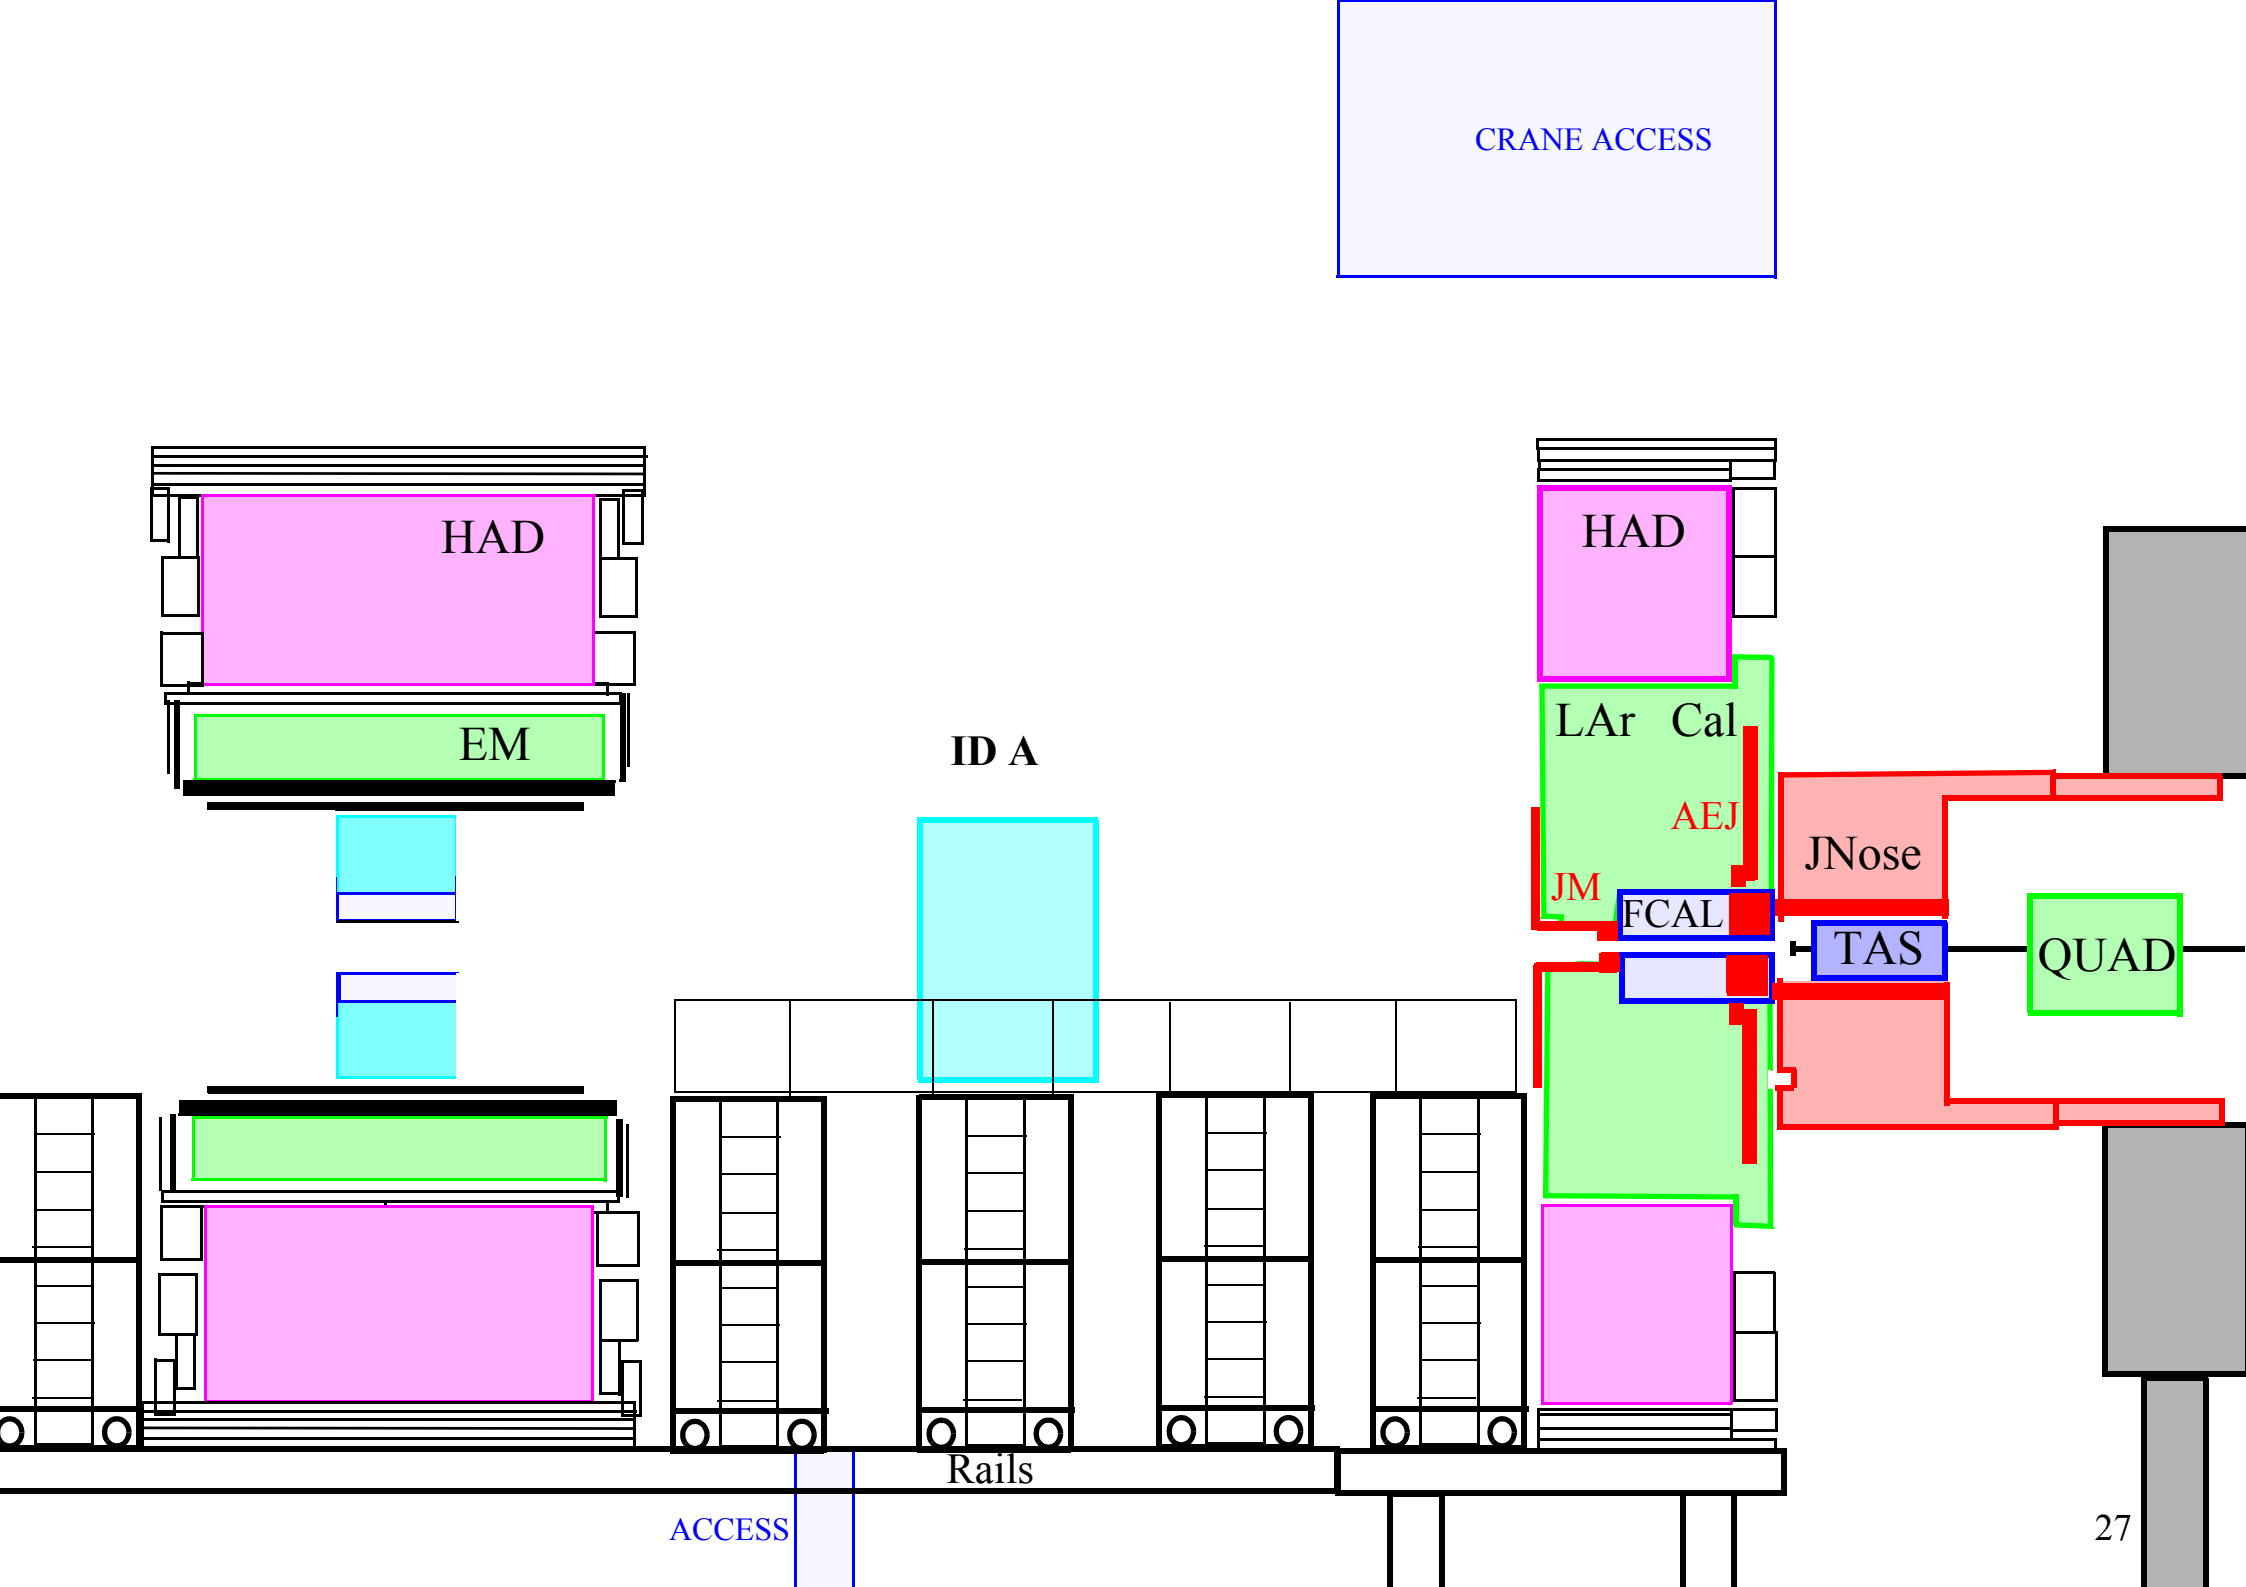 CRANE ACCESS
HAD
HAD
EM
ID A
LAr Cal
AEJ
JNose
JM
FCAL
TAS
QUAD
Rails
ACCESS
27